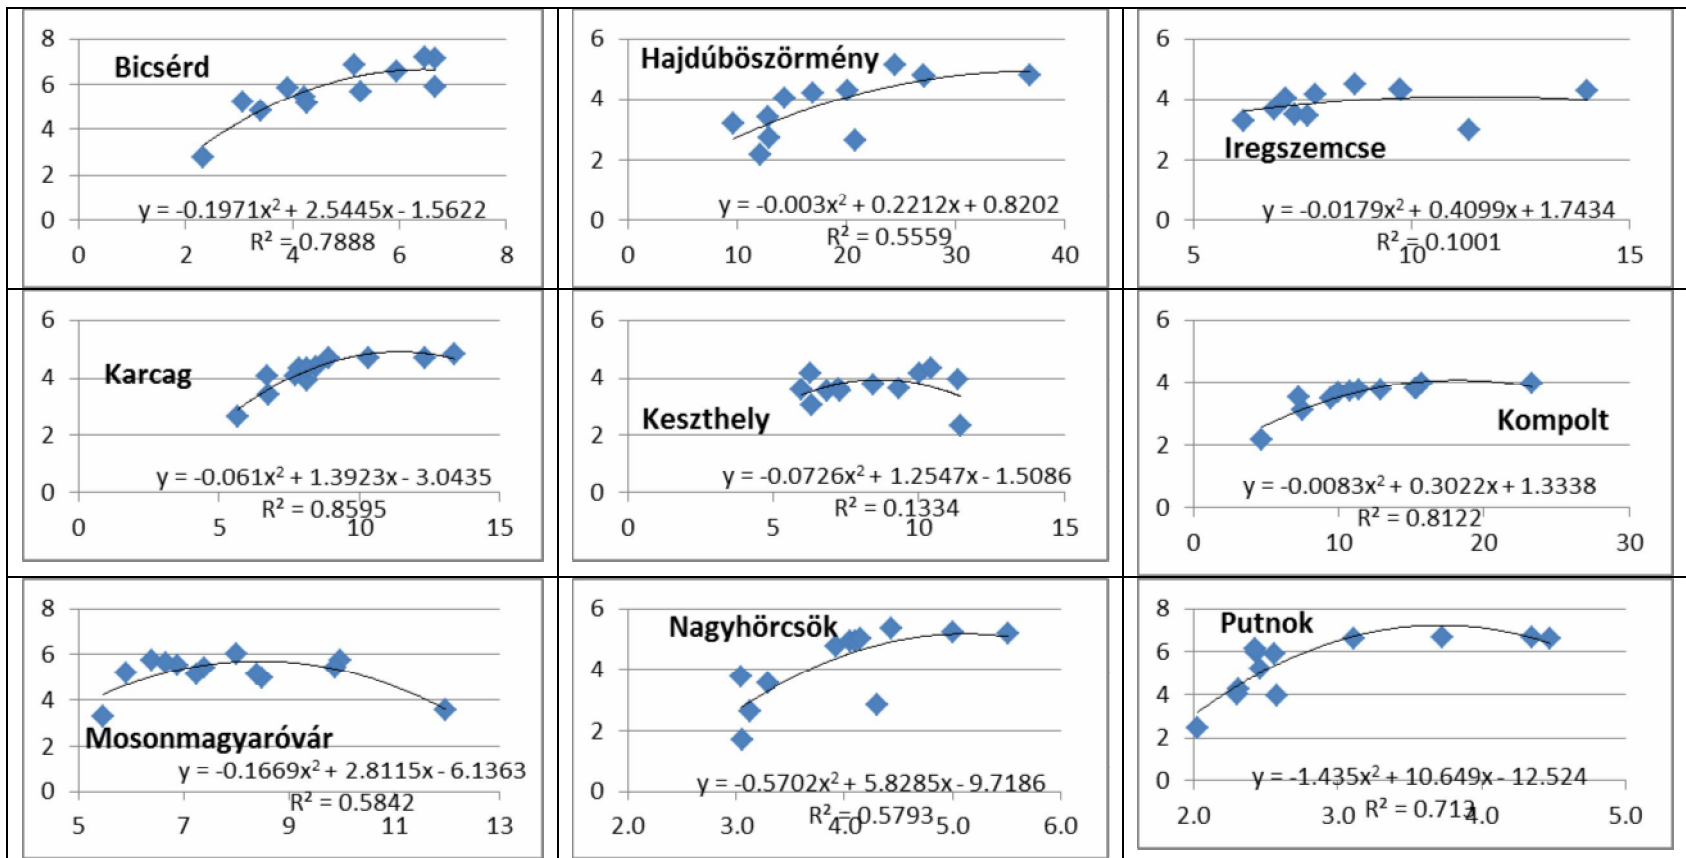 8
6
4
2
0
Bicsérd
y = -0.1971x² + 2.5445x - 1.5622
R² = 0.7888
0 2 4 6 8
6
4
2
0
Hajdúböszörmény
y = -0.003x² + 0.2212x + 0.8202
R² = 0.5559
0 10 20 30 40
6
4
2
0
Iregszemcse
y = -0.0179x² + 0.4099x + 1.7434
R² = 0.1001
5 10 15
6
4
2
0
Karcag
y = -0.061x² + 1.3923x - 3.0435
R² = 0.8595
0 5 10 15
6
4
2
0
Keszthely
y = -0.0726x² + 1.2547x - 1.5086
R² = 0.1334
0 5 10 15
6
4
2
0
Kompolt
y = -0.0083x² + 0.3022x + 1.3338
R² = 0.8122
0 10 20 30
8
6
4
2
0
Mosonmagyaróvár
y = -0.1669x² + 2.8115x - 6.1363
R² = 0.5842
5 7 9 11 13
6
4
2
0
Nagyhörcsök
y = -0.5702x² + 5.8285x - 9.7186
R² = 0.5793
2.0 3.0 4.0 5.0 6.0
8
6
4
2
0
Putnok
y = -1.435x² + 10.649x - 12.524
R² = 0.713
2.0 3.0 4.0 5.0